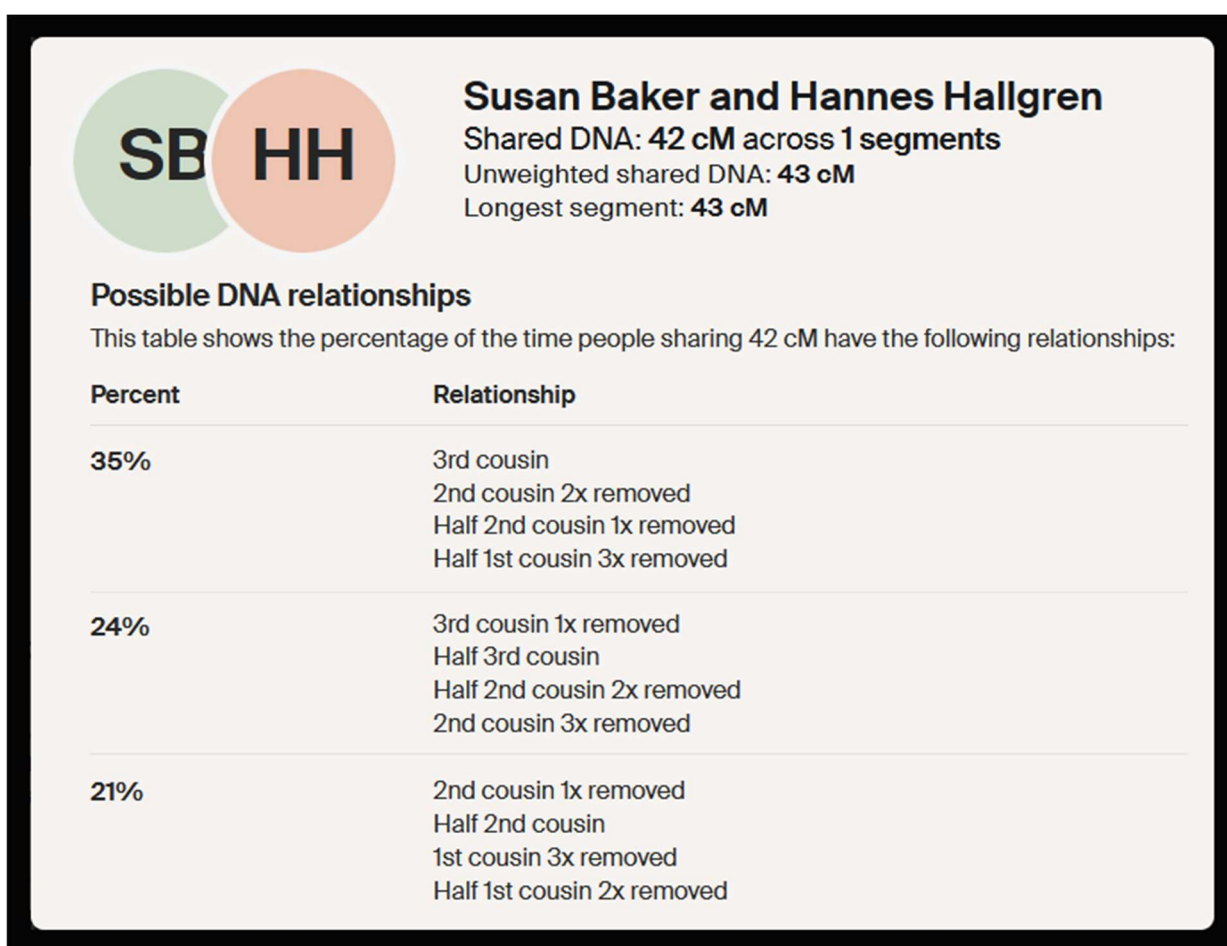 SB HH
Susan Baker and Hannes Hallgren
Shared DNA: 42 cM across 1 segments
Unweighted shared DNA: 43 cM
Longest segment: 43 cM
Possible DNA relationships
This table shows the percentage of the time people sharing 42 cM have the following relationships:
Percent Relationship
35% 3rd cousin
2nd cousin 2x removed
Half 2nd cousin 1x removed
Half 1st cousin 3x removed
24% 3rd cousin 1x removed
Half 3rd cousin
Half 2nd cousin 2x removed
2nd cousin 3x removed
21% 2nd cousin 1x removed
Half 2nd cousin
1st cousin 3x removed
Half 1st cousin 2x removed